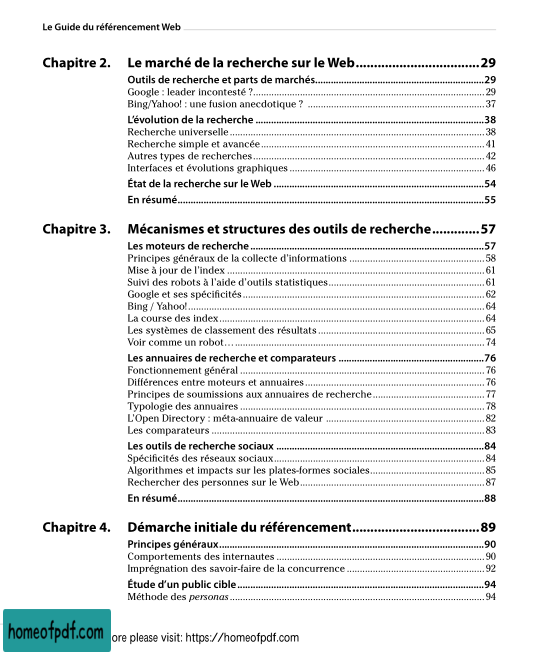 Le Guide du référencement Web
Chapitre 2. Le marché de la recherche sur le Web..................................29
Outils de recherche et parts de marchés...........................................................29
Google : leader incontesté ?.................................................................................29
Bing/Yahoo! : une fusion anecdotique ? ..............................................................37
L’évolution de la recherche ................................................................................38
Recherche universelle .........................................................................................38
Recherche simple et avancée..............................................................................41
Autres types de recherches.................................................................................42
Interfaces et évolutions graphiques ....................................................................46
État de la recherche sur le Web .........................................................................54
En résumé...........................................................................................................55
Chapitre 3. Mécanismes et structures des outils de recherche.............57
Les moteurs de recherche ..................................................................................57
Principes généraux de la collecte d’informations ...............................................58
Mise à jour de l’index ..........................................................................................61
Suivi des robots à l’aide d’outils statistiques.......................................................61
Google et ses spécificités ....................................................................................62
Bing / Yahoo!.......................................................................................................64
La course des index.............................................................................................64
Les systèmes de classement des résultats ..........................................................65
Voir comme un robot… .......................................................................................74
Les annuaires de recherche et comparateurs ...................................................76
Fonctionnement général .....................................................................................76
Différences entre moteurs et annuaires ..............................................................76
Principes de soumissions aux annuaires de recherche.......................................77
Typologie des annuaires .....................................................................................78
L’Open Directory : méta-annuaire de valeur .......................................................82
Les comparateurs ...............................................................................................83
Les outils de recherche sociaux .........................................................................84
Spécificités des réseaux sociaux.........................................................................84
Algorithmes et impacts sur les plates-formes sociales........................................85
Rechercher des personnes sur le Web................................................................87
En résumé...........................................................................................................88
Chapitre 4. Démarche initiale du référencement...................................89
Principes généraux.............................................................................................90
Comportements des internautes .........................................................................90
Imprégnation des savoir-faire de la concurrence ................................................92
Étude d’un public cible.......................................................................................94
Méthode des personas.........................................................................................94
homeofpdf.com ore please visit: https://homeofpdf.com